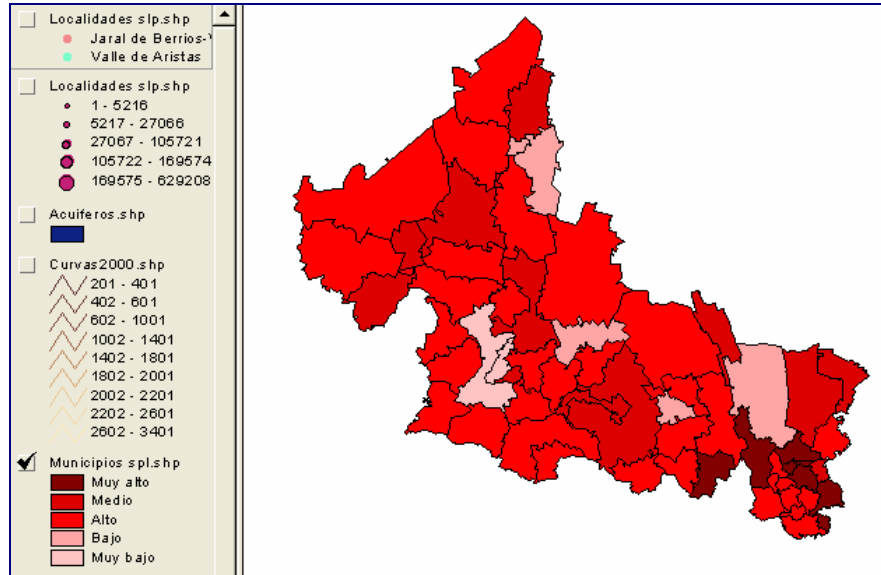 Localidades slp.shp
Jaral de Berrios-
Valle de Aristas
Localidades slp.shp
1 - 5216
5217 - 27066
27067 - 105721
105722 - 169574
169575 - 629208
Acuiferos.shp
Curvas2000.shp
201 - 401
402 - 601
602 - 1001
1002 - 1401
1402 - 1801
1802 - 2001
2002 - 2201
2202 - 2601
2602 - 3401
Municipios spl.shp
Muy alto
Medio
Alto
Bajo
Muy bajo